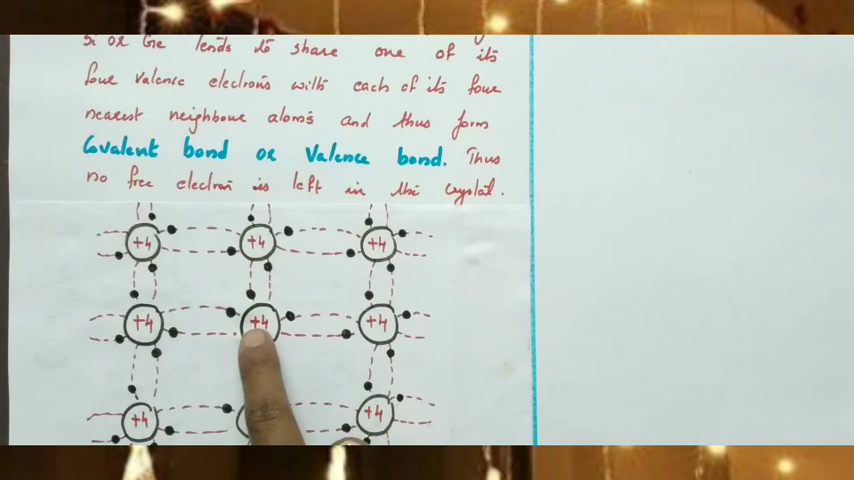 Si or Ge tends to share one of its
four valence electrons with each of its four
nearest neighbour atoms and thus form
Covalent bond or Valence bond. Thus
no free electron is left in the crystal.
+4 +4 +4
+4 +4 +4
+4 +4